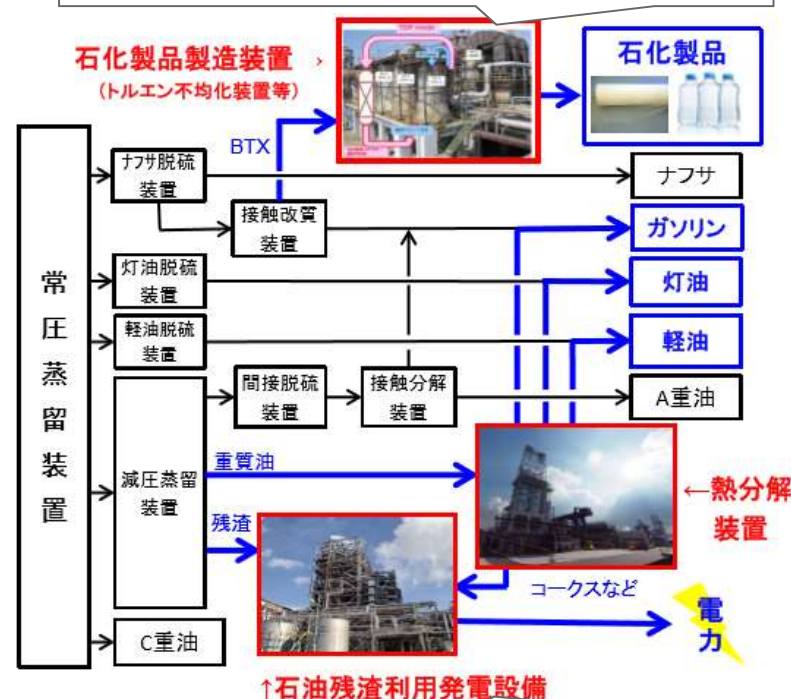 石化製品製造装置
(トルエン不均化装置等)
石化製品
BTX
ナフサ脱硫
装置
ナフサ
接触改質
装置
ガソリン
灯油脱硫
装置
灯油
常圧蒸留装置
軽油脱硫
装置
軽油
間接脱硫
装置
接触分解
装置
A重油
減圧蒸留
装置
重質油
←熱分解
装置
残渣
コークスなど
電力
C重油
↑石油残渣利用発電設備